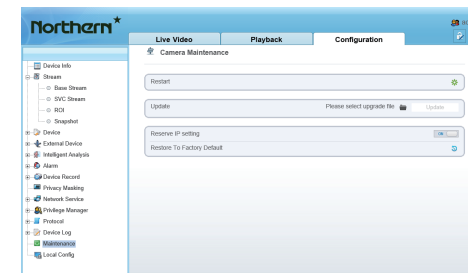 Northern
Live Video Playback Configuration
Camera Maintenance
Device Info
Stream
Base Stream
SVC Stream
ROI
Snapshot
Device
External Device
Intelligent Analysis
Alarm
Device Record
Privacy Masking
Network Service
Privilege Manager
Protocol
Device Log
Maintenance
Local Config
Restart
Update Please select upgrade file Update
Reserve IP setting
Restore To Factory Default